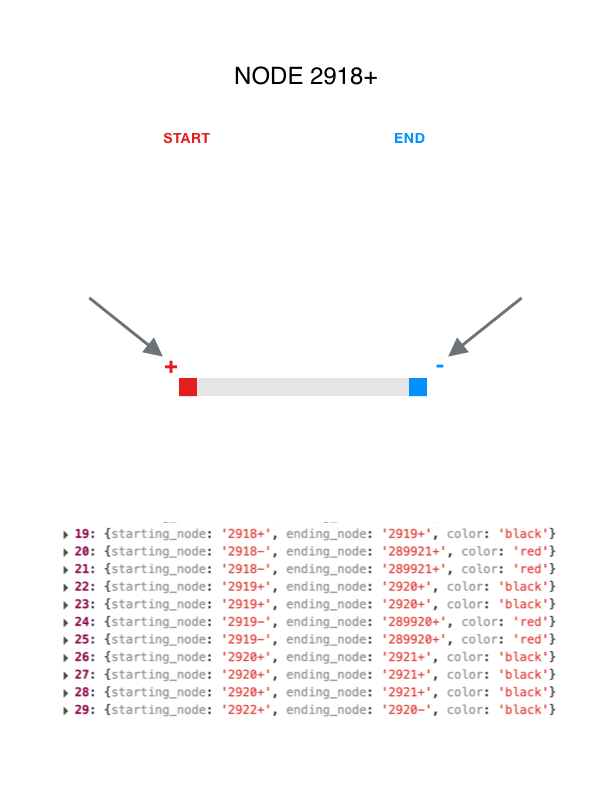 NODE 2918+
START END
+ -
19: {starting_node: '2918+', ending_node: '2919+', color: 'black'}
20: {starting_node: '2918-', ending_node: '289921+', color: 'red'}
21: {starting_node: '2918-', ending_node: '289921+', color: 'red'}
22: {starting_node: '2919+', ending_node: '2920+', color: 'black'}
23: {starting_node: '2919+', ending_node: '2920+', color: 'black'}
24: {starting_node: '2919-', ending_node: '289920+', color: 'red'}
25: {starting_node: '2919-', ending_node: '289920+', color: 'red'}
26: {starting_node: '2920+', ending_node: '2921+', color: 'black'}
27: {starting_node: '2920+', ending_node: '2921+', color: 'black'}
28: {starting_node: '2920+', ending_node: '2921+', color: 'black'}
29: {starting_node: '2922+', ending_node: '2920-', color: 'black'}